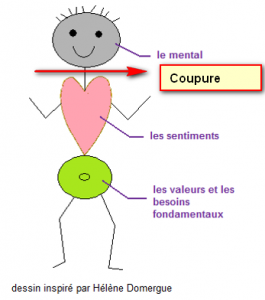 le mental
Coupure
les sentiments
les valeurs et les
besoins
fondamentaux
dessin inspiré par Hélène Domergue